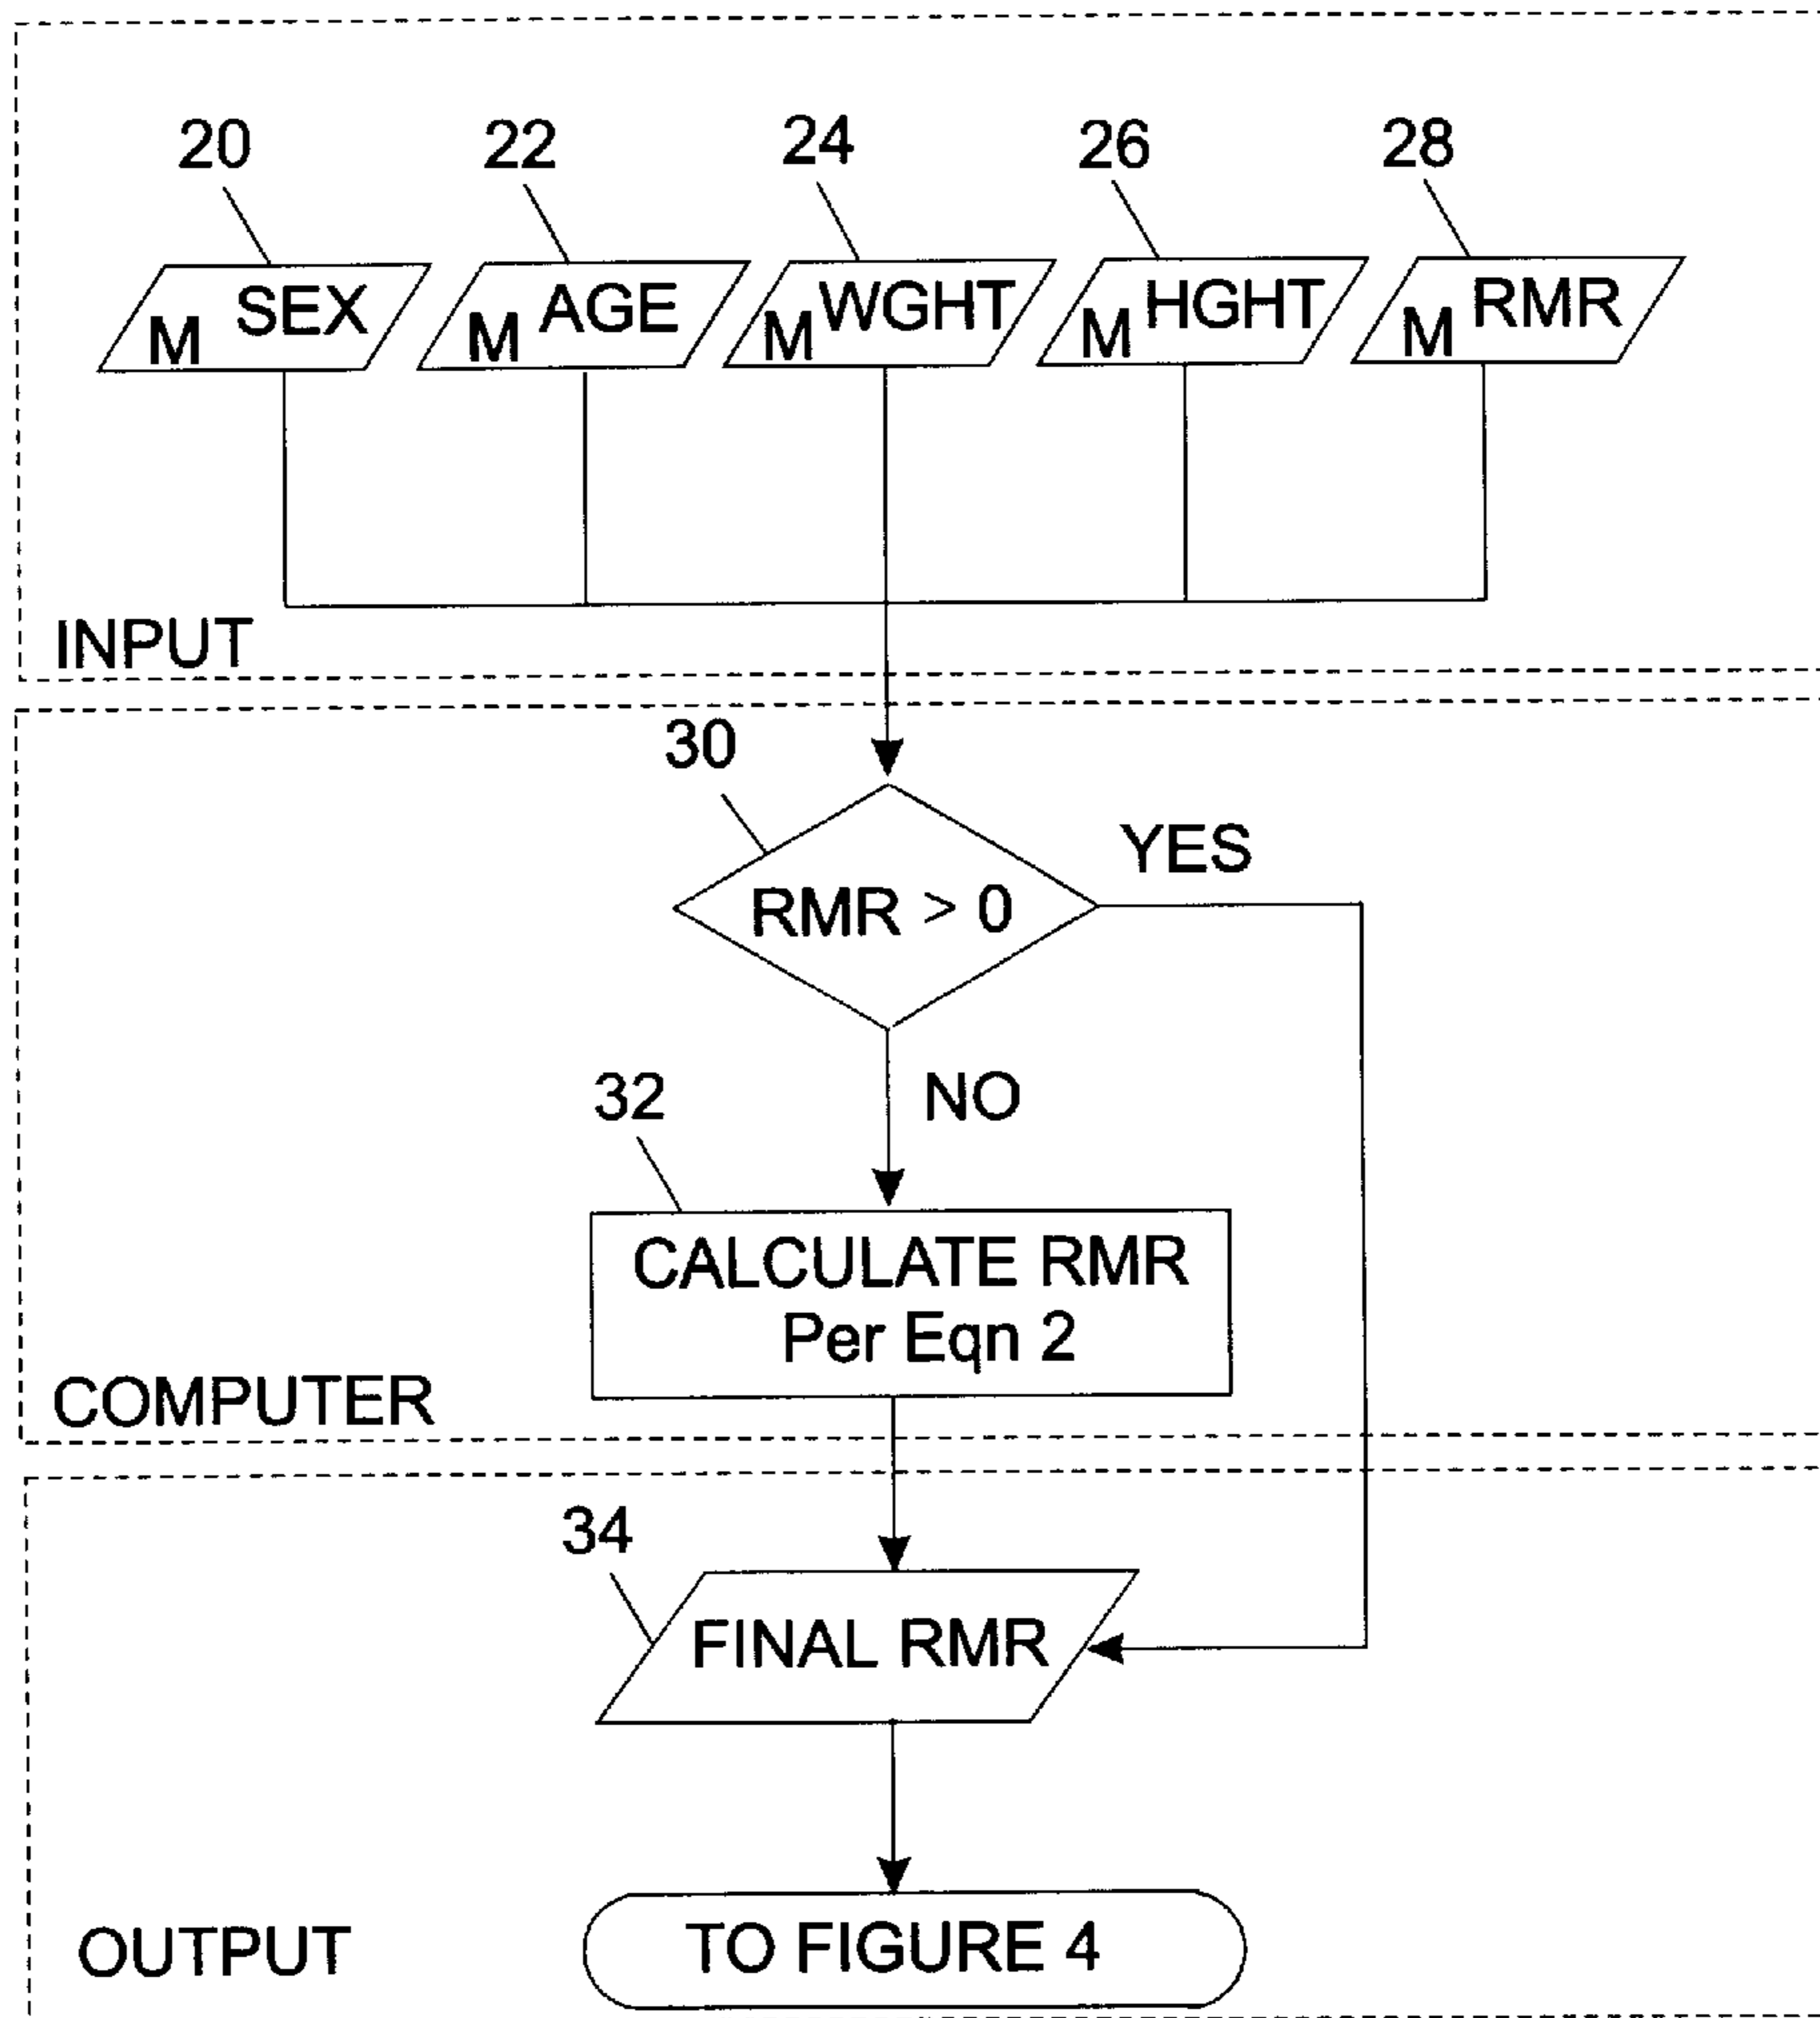 20 22 24 26 28
M SEX M AGE M WGHT M HGHT M RMR
INPUT
30
YES
RMR > 0
32 NO
CALCULATE RMR
Per Eqn 2
COMPUTER
34
FINAL RMR
OUTPUT TO FIGURE 4